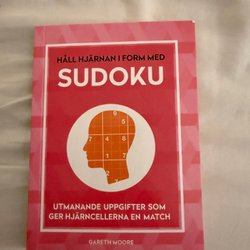 HÅLL HJÄRNAN I FORM MED
SUDOKU
UTMANANDE UPPGIFTER SOM
GER HJÄRNCELLERNA EN MATCH
GARETH MOORE